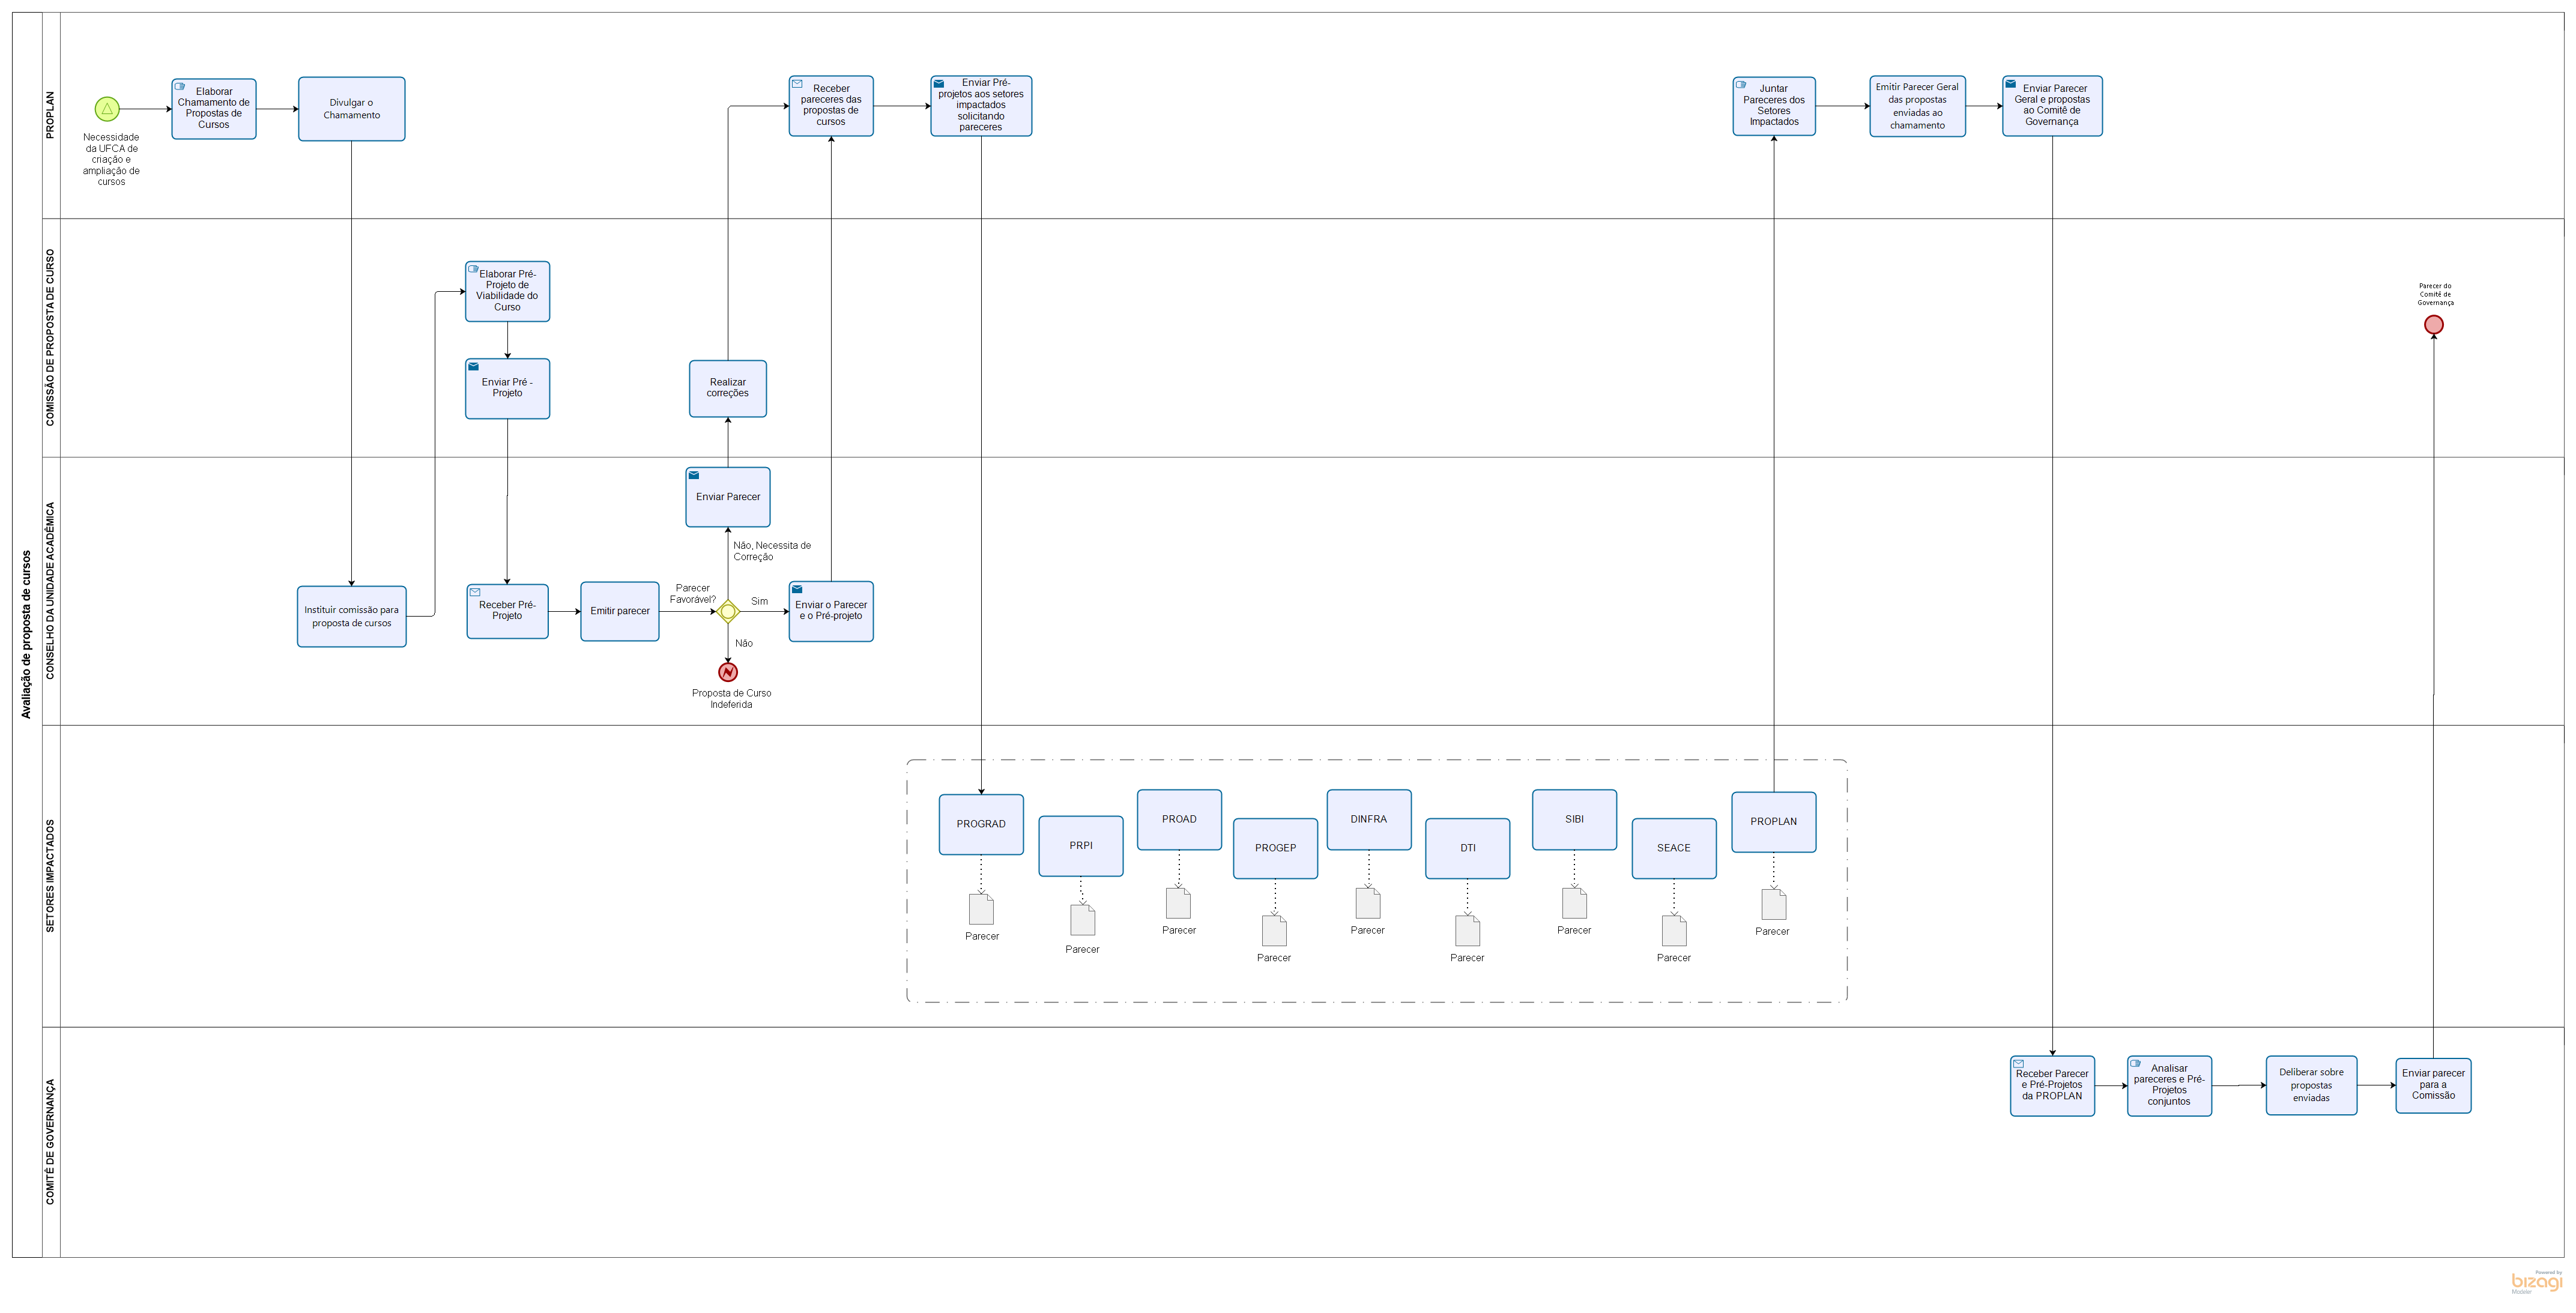 Avaliação de proposta de cursos
PROPLAN
Necessidade
da UFCA de
criação e
ampliação de
cursos
Elaborar
Chamamento de
Propostas de
Cursos
Divulgar o
Chamamento
Receber
pareceres das
propostas de
cursos
Enviar Pré-
projetos aos setores
impactados
solicitando
pareceres
Juntar
Pareceres dos
Setores
Impactados
Emitir Parecer Geral
das propostas
enviadas ao
chamamento
Enviar Parecer
Geral e propostas
ao Comitê de
Governança
COMISSÃO DE PROPOSTA DE CURSO
Elaborar Pré-
Projeto de
Viabilidade do
Curso
Enviar Pré -
Projeto
Realizar
correções
Parecer do
Comitê de
Governança
CONSELHO DA UNIDADE ACADÊMICA
Instituir comissão para
proposta de cursos
Receber Pré-
Projeto
Emitir parecer
Parecer
Favorável?
Enviar Parecer
Não, Necessita de
Correção
Sim
Enviar o Parecer
e o Pré-projeto
Não
Proposta de Curso
Indeferida
SETORES IMPACTADOS
PROGRAD
PRPI
PROAD
PROGEP
DINFRA
DTI
SIBI
SEACE
PROPLAN
Parecer
Parecer
Parecer
Parecer
Parecer
Parecer
Parecer
Parecer
Parecer
COMITÊ DE GOVERNANÇA
Receber Parecer
e Pré-Projetos
da PROPLAN
Analisar
pareceres e Pré-
Projetos
conjuntos
Deliberar sobre
propostas
enviadas
Enviar parecer
para a
Comissão
Powered by
bizagi
Modeler